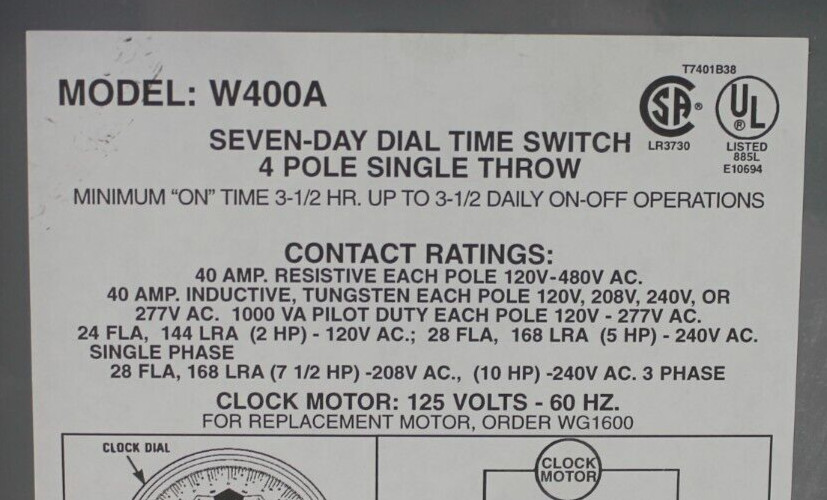 T7401B38
MODEL: W400A
SA ®
UL ®
LR3730
LISTED
885L
E10694
SEVEN-DAY DIAL TIME SWITCH
4 POLE SINGLE THROW
MINIMUM “ON” TIME 3-1/2 HR. UP TO 3-1/2 DAILY ON-OFF OPERATIONS
CONTACT RATINGS:
40 AMP. RESISTIVE EACH POLE 120V-480V AC.
40 AMP. INDUCTIVE, TUNGSTEN EACH POLE 120V, 208V, 240V, OR
277V AC. 1000 VA PILOT DUTY EACH POLE 120V - 277V AC.
24 FLA, 144 LRA (2 HP) - 120V AC.; 28 FLA, 168 LRA (5 HP) - 240V AC.
SINGLE PHASE
28 FLA, 168 LRA (7 1/2 HP) -208V AC., (10 HP) -240V AC. 3 PHASE
CLOCK MOTOR: 125 VOLTS - 60 HZ.
FOR REPLACEMENT MOTOR, ORDER WG1600
CLOCK DIAL
CLOCK
MOTOR